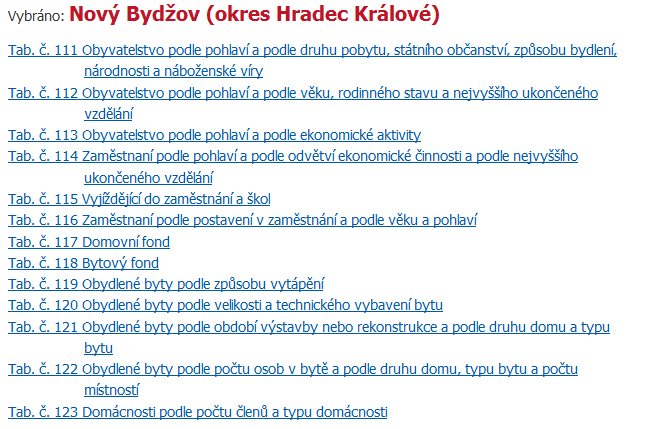 Vybráno: Nový Bydžov (okres Hradec Králové)
Tab. č. 111 Obyvatelstvo podle pohlaví a podle druhu pobytu, státního občanství, způsobu bydlení,
národnosti a náboženské víry
Tab. č. 112 Obyvatelstvo podle pohlaví a podle věku, rodinného stavu a nejvyššího ukončeného
vzdělání
Tab. č. 113 Obyvatelstvo podle pohlaví a podle ekonomické aktivity
Tab. č. 114 Zaměstnaní podle pohlaví a podle odvětví ekonomické činnosti a podle nejvyššího
ukončeného vzdělání
Tab. č. 115 Vyjíždějící do zaměstnání a škol
Tab. č. 116 Zaměstnaní podle postavení v zaměstnání a podle věku a pohlaví
Tab. č. 117 Domovní fond
Tab. č. 118 Bytový fond
Tab. č. 119 Obydlené byty podle způsobu vytápění
Tab. č. 120 Obydlené byty podle velikosti a technického vybavení bytu
Tab. č. 121 Obydlené byty podle období výstavby nebo rekonstrukce a podle druhu domu a typu
bytu
Tab. č. 122 Obydlené byty podle počtu osob v bytě a podle druhu domu, typu bytu a počtu
místností
Tab. č. 123 Domácnosti podle počtu členů a typu domácnosti